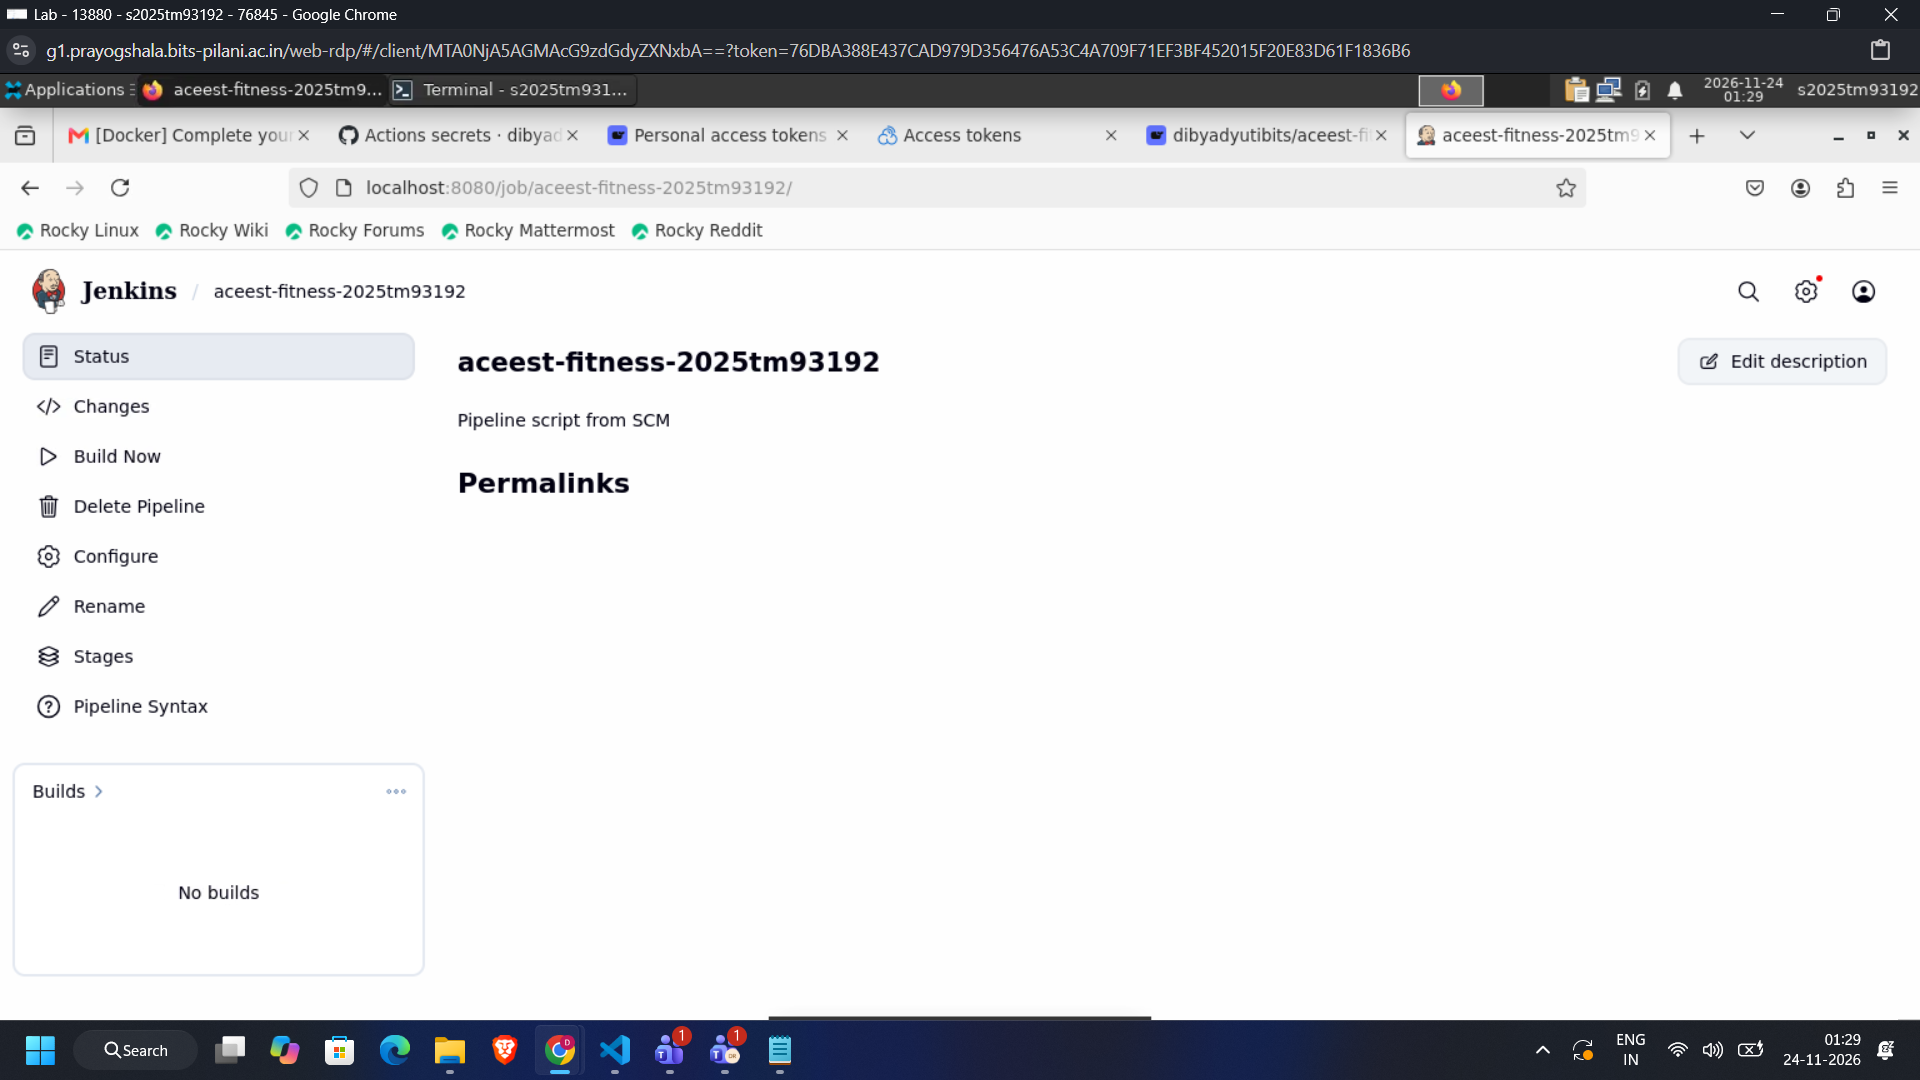 Lab - 13880 - s2025tm93192 - 76845 - Google Chrome
g1.prayogshala.bits-pilani.ac.in/web-rdp/#/client/MTA0NjA5AGMAcG9zdGdyZXNxbA==?token=76DBA388E437CAD979D356476A53C4A709F71EF3BF452015F20E83D61F1836B6
Applications aceest-fitness-2025tm9... Terminal - s2025tm931... 2026-11-24 s2025tm93192
01:29
[Docker] Complete your Actions secrets · dibyad Personal access tokens Access tokens dibyadyutibits/aceest-fi aceest-fitness-2025tm9
localhost:8080/job/aceest-fitness-2025tm93192/
Rocky Linux Rocky Wiki Rocky Forums Rocky Mattermost Rocky Reddit
Jenkins / aceest-fitness-2025tm93192
Status
Changes
Build Now
Delete Pipeline
Configure
Rename
Stages
Pipeline Syntax
aceest-fitness-2025tm93192
Edit description
Pipeline script from SCM
Permalinks
Builds
No builds
Search
1
1
ENG
IN
01:29
24-11-2026